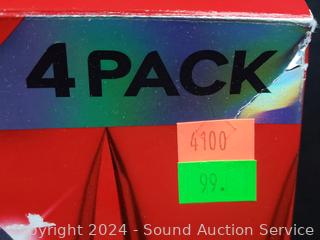 4 PACK
4100
99.
Copyright 2024 - Sound Auction Service